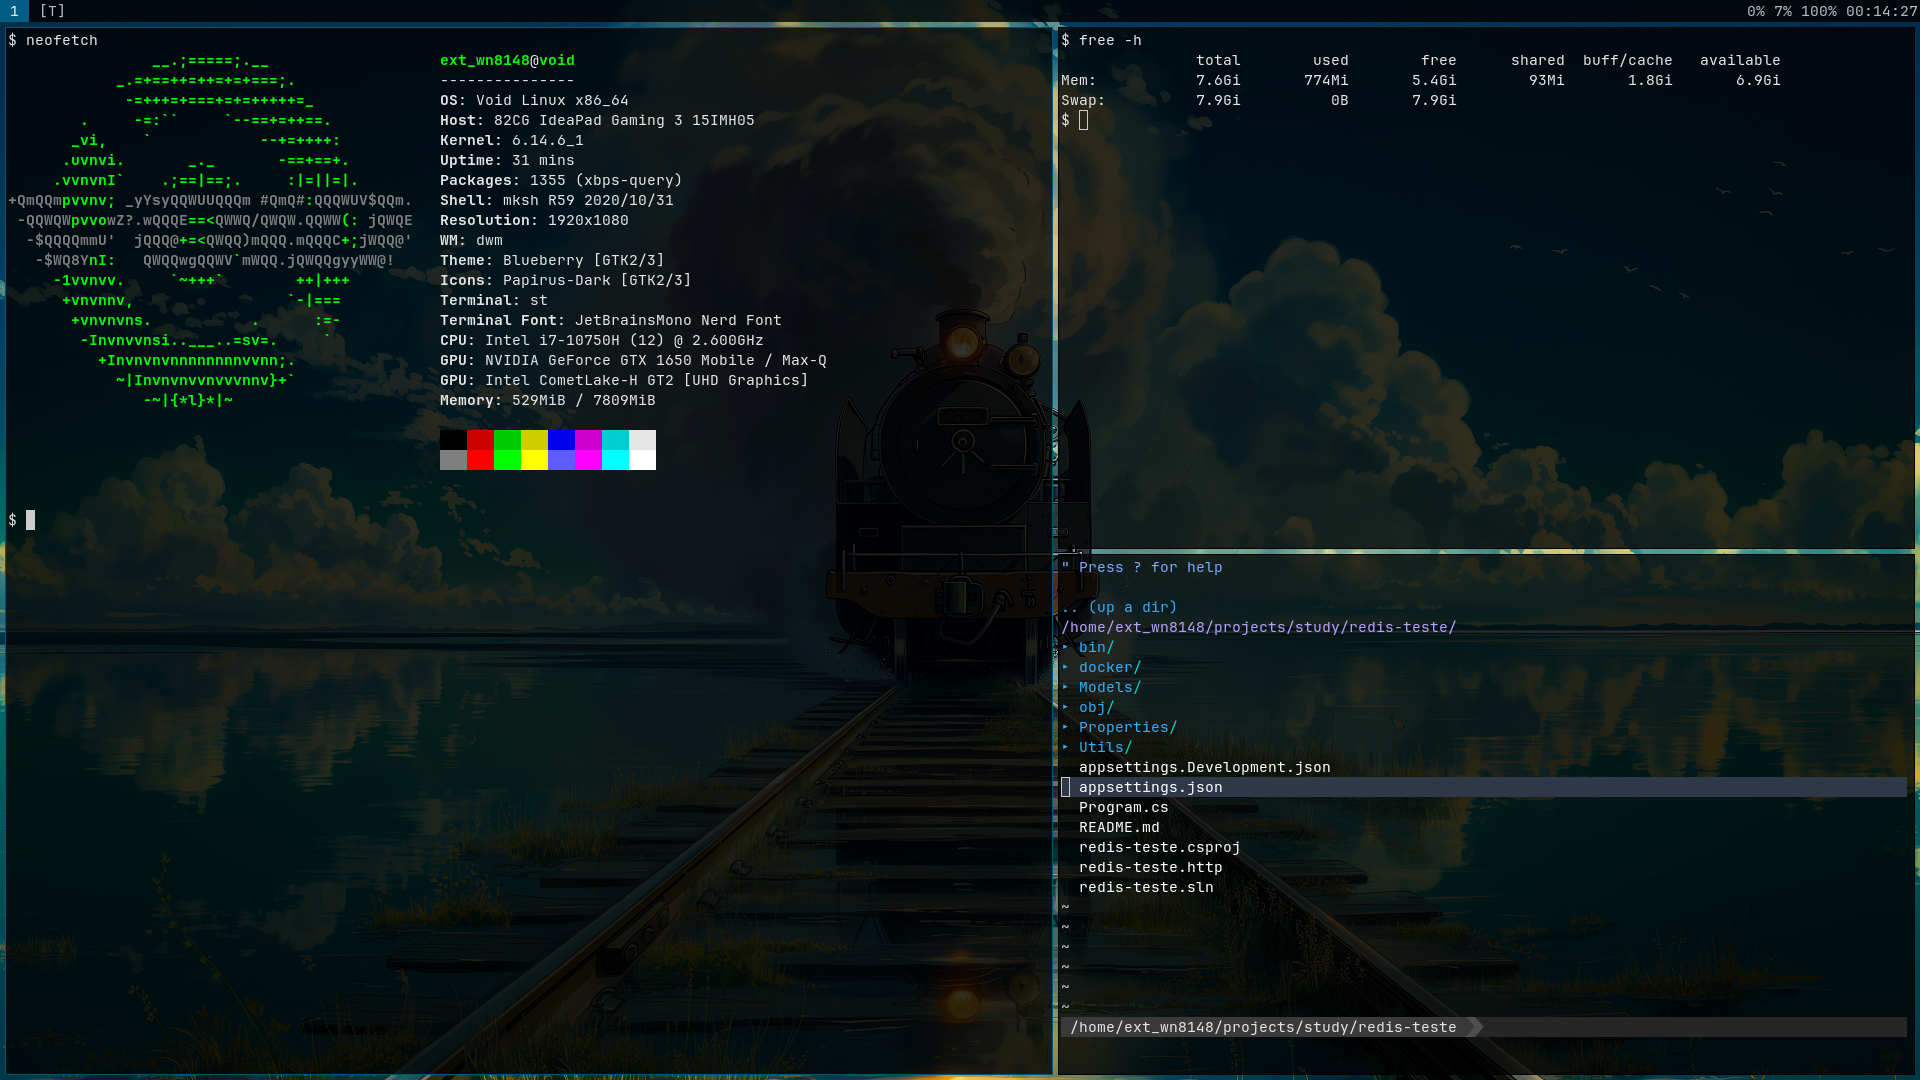 1 [T] 0% 7% 100% 00:14:27
$ neofetch
__.;=====;.__
_.=+==++=++=+=+===;.
-=+++=+===+=+=+++++=_
. -=:`` `--==+=++==.
_vi, ` --+=++++:
.uvnvi. _._ -==+==+.
.vvnvnI` .;==|==;. :|=||=|.
+QmQQmpvvnv; _yYsyQQWUUQQQm #QmQ#:QQQWUV$QQm.
-QQWQWpvvowZ?.wQQQE==<QWWQ/QWQW.QQWW(: jQWQE
-$QQQQmmU' jQQQ@+=<QWQQ)mQQQ.mQQQC+;jWQQ@'
-$WQ8YnI: QWQQwgQQWV`mWQQ.jQWQQgyyWW@!
-1vvnvv. `~+++` ++|+++
+vnvnnv, `-|===
+vnvnvns. . :=-
-Invnvvnsi..___..=sv=. `
+Invnvnvnnnnnnnnvvnn;.
~|Invnvnvvnvvvnnv}+`
-~|{*l}*|~
ext_wn8148@void
---------------
OS: Void Linux x86_64
Host: 82CG IdeaPad Gaming 3 15IMH05
Kernel: 6.14.6_1
Uptime: 31 mins
Packages: 1355 (xbps-query)
Shell: mksh R59 2020/10/31
Resolution: 1920x1080
WM: dwm
Theme: Blueberry [GTK2/3]
Icons: Papirus-Dark [GTK2/3]
Terminal: st
Terminal Font: JetBrainsMono Nerd Font
CPU: Intel i7-10750H (12) @ 2.600GHz
GPU: NVIDIA GeForce GTX 1650 Mobile / Max-Q
GPU: Intel CometLake-H GT2 [UHD Graphics]
Memory: 529MiB / 7809MiB
$
$ free -h
total used free shared buff/cache available
Mem: 7.6Gi 774Mi 5.4Gi 93Mi 1.8Gi 6.9Gi
Swap: 7.9Gi 0B 7.9Gi
$
" Press ? for help
.. (up a dir)
/home/ext_wn8148/projects/study/redis-teste/
▸ bin/
▸ docker/
▸ Models/
▸ obj/
▸ Properties/
▸ Utils/
appsettings.Development.json
appsettings.json
Program.cs
README.md
redis-teste.csproj
redis-teste.http
redis-teste.sln
~
~
~
~
~
~
/home/ext_wn8148/projects/study/redis-teste